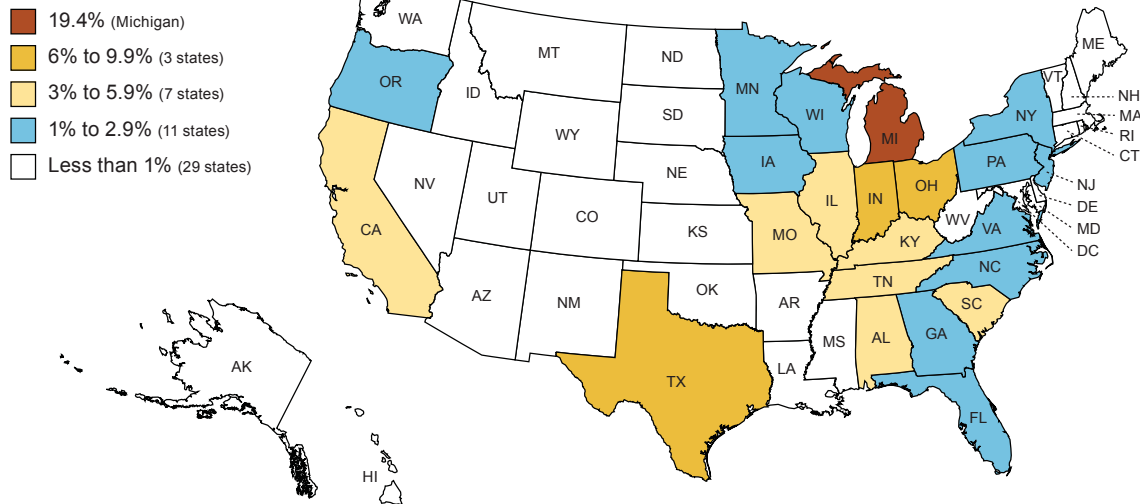 19.4% (Michigan)
6% to 9.9% (3 states)
3% to 5.9% (7 states)
1% to 2.9% (11 states)
Less than 1% (29 states)
WA
OR
ID
MT
ND
SD
WY
NE
NV
UT
CO
KS
CA
AZ
NM
OK
TX
MN
IA
MO
AR
LA
WI
IL
MI
IN
OH
KY
TN
MS
AL
GA
FL
SC
NC
VA
WV
PA
NY
VT
ME
NH
MA
RI
CT
NJ
DE
MD
DC
AK
HI